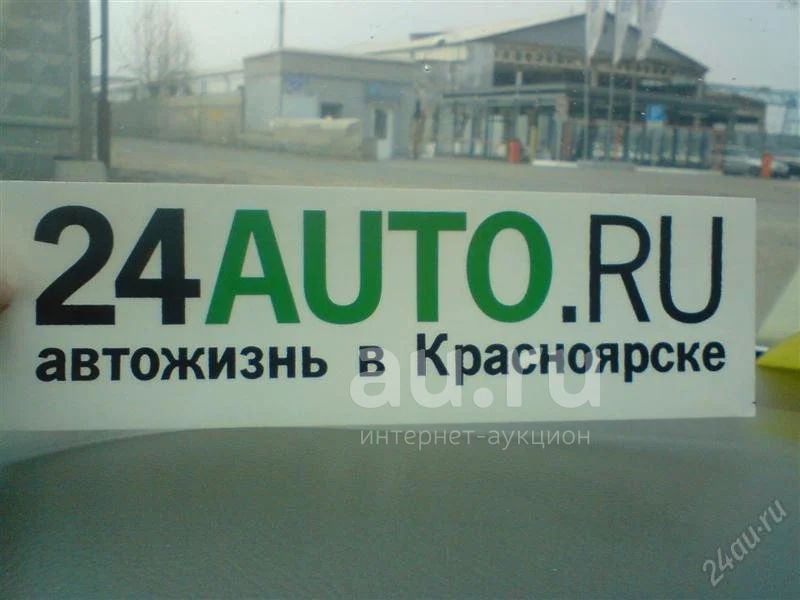 24AUTO.RU
автожизнь в Красноярске
au.ru
интернет-аукцион
24au.ru